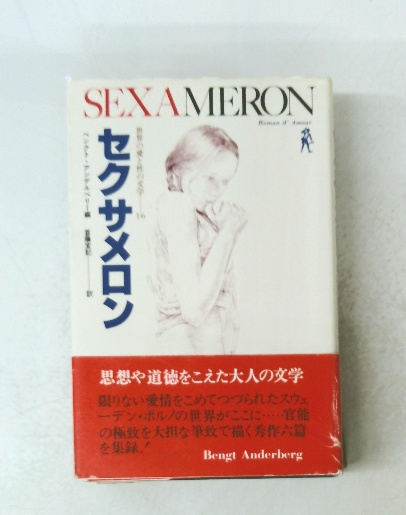 SEXAMERON
Roman d' Amour
世界の愛と性の文学——16
セクサメロン
ベンクト・アンデルベリー編
訳
思想や道徳をこえた大人の文学
限りない愛情をこめてつづられたスウェ
ーデン・ポルノの世界がここに‥‥官能
の極致を大担な筆致で描く秀作六篇
を集録!
Bengt Anderberg